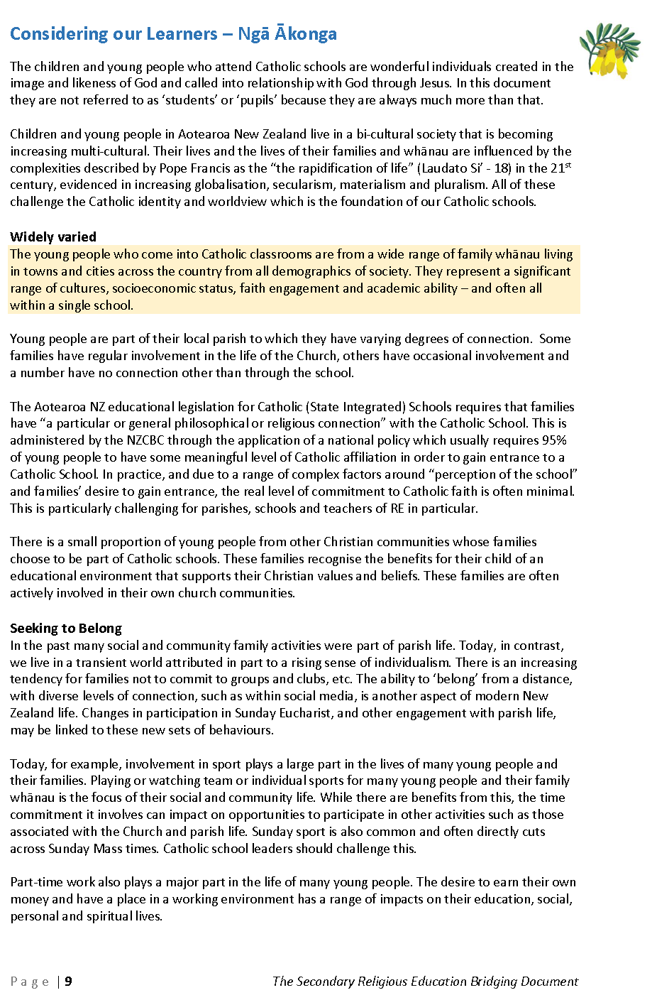 Considering our Learners – Ngā Ākonga
The children and young people who attend Catholic schools are wonderful individuals created in the
image and likeness of God and called into relationship with God through Jesus. In this document
they are not referred to as ‘students’ or ‘pupils’ because they are always much more than that.
Children and young people in Aotearoa New Zealand live in a bi-cultural society that is becoming
increasing multi-cultural. Their lives and the lives of their families and whānau are influenced by the
complexities described by Pope Francis as the “the rapidification of life” (Laudato Si’ - 18) in the 21st
century, evidenced in increasing globalisation, secularism, materialism and pluralism. All of these
challenge the Catholic identity and worldview which is the foundation of our Catholic schools.
Widely varied
The young people who come into Catholic classrooms are from a wide range of family whānau living
in towns and cities across the country from all demographics of society. They represent a significant
range of cultures, socioeconomic status, faith engagement and academic ability – and often all
within a single school.
Young people are part of their local parish to which they have varying degrees of connection.  Some
families have regular involvement in the life of the Church, others have occasional involvement and
a number have no connection other than through the school.
The Aotearoa NZ educational legislation for Catholic (State Integrated) Schools requires that families
have “a particular or general philosophical or religious connection” with the Catholic School. This is
administered by the NZCBC through the application of a national policy which usually requires 95%
of young people to have some meaningful level of Catholic affiliation in order to gain entrance to a
Catholic School. In practice, and due to a range of complex factors around “perception of the school”
and families’ desire to gain entrance, the real level of commitment to Catholic faith is often minimal.
This is particularly challenging for parishes, schools and teachers of RE in particular.
There is a small proportion of young people from other Christian communities whose families
choose to be part of Catholic schools. These families recognise the benefits for their child of an
educational environment that supports their Christian values and beliefs. These families are often
actively involved in their own church communities.
Seeking to Belong
In the past many social and community family activities were part of parish life. Today, in contrast,
we live in a transient world attributed in part to a rising sense of individualism. There is an increasing
tendency for families not to commit to groups and clubs, etc. The ability to ‘belong’ from a distance,
with diverse levels of connection, such as within social media, is another aspect of modern New
Zealand life. Changes in participation in Sunday Eucharist, and other engagement with parish life,
may be linked to these new sets of behaviours.
Today, for example, involvement in sport plays a large part in the lives of many young people and
their families. Playing or watching team or individual sports for many young people and their family
whānau is the focus of their social and community life. While there are benefits from this, the time
commitment it involves can impact on opportunities to participate in other activities such as those
associated with the Church and parish life. Sunday sport is also common and often directly cuts
across Sunday Mass times. Catholic school leaders should challenge this.
Part-time work also plays a major part in the life of many young people. The desire to earn their own
money and have a place in a working environment has a range of impacts on their education, social,
personal and spiritual lives.
Page | 9 The Secondary Religious Education Bridging Document